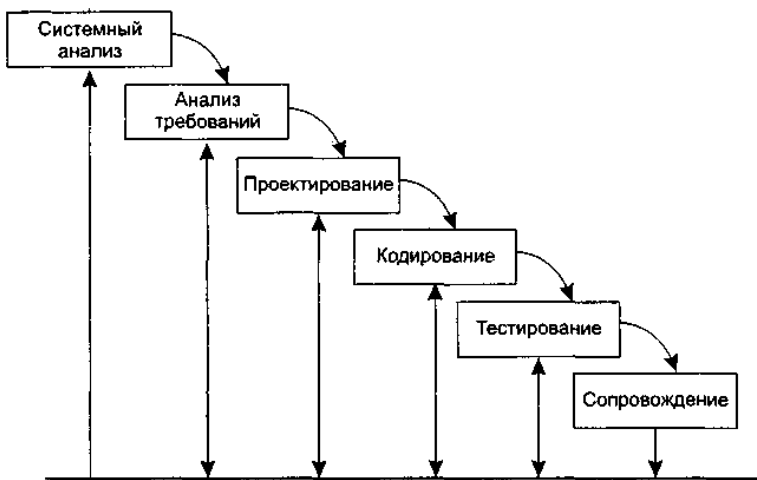 Системный
анализ
Анализ
требований
Проектирование
Кодирование
Тестирование
Сопровождение